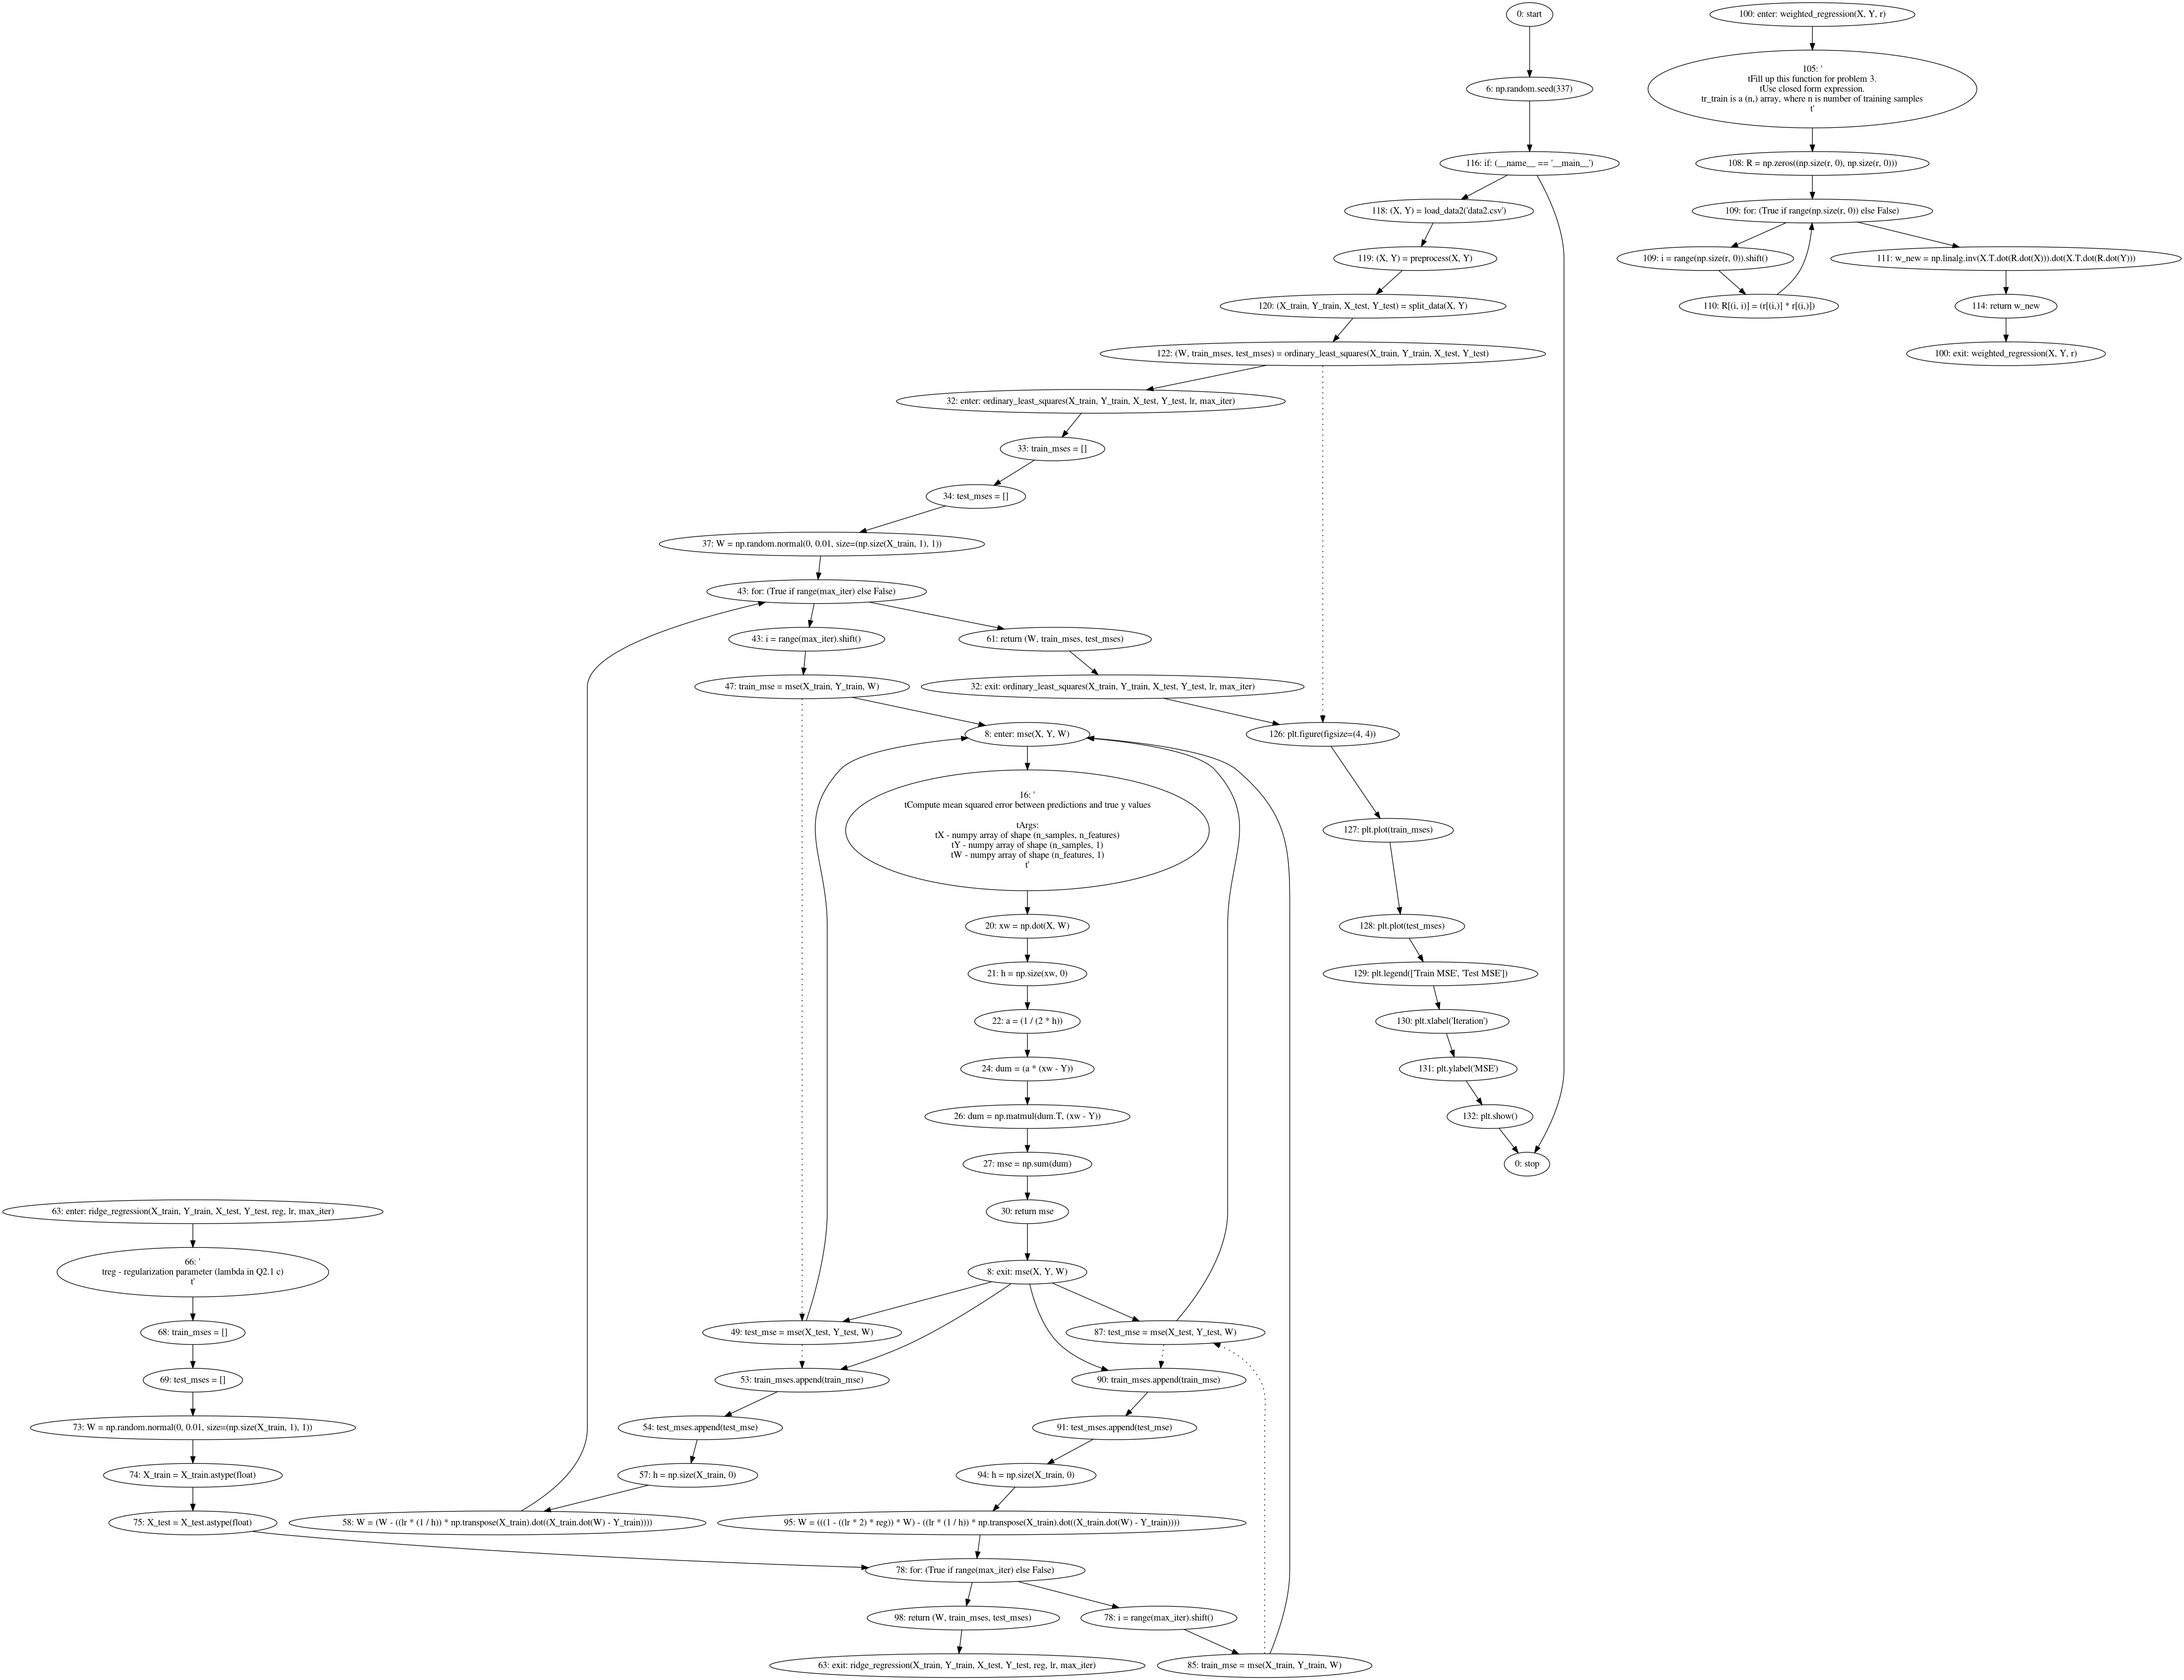 0: start
6: np.random.seed(337)
116: if: (__name__ == '__main__')
118: (X, Y) = load_data2('data2.csv')
119: (X, Y) = preprocess(X, Y)
120: (X_train, Y_train, X_test, Y_test) = split_data(X, Y)
122: (W, train_mses, test_mses) = ordinary_least_squares(X_train, Y_train, X_test, Y_test)
32: enter: ordinary_least_squares(X_train, Y_train, X_test, Y_test, lr, max_iter)
33: train_mses = []
34: test_mses = []
37: W = np.random.normal(0, 0.01, size=(np.size(X_train, 1), 1))
43: for: (True if range(max_iter) else False)
43: i = range(max_iter).shift()
61: return (W, train_mses, test_mses)
47: train_mse = mse(X_train, Y_train, W)
32: exit: ordinary_least_squares(X_train, Y_train, X_test, Y_test, lr, max_iter)
8: enter: mse(X, Y, W)
16: '
tCompute mean squared error between predictions and true y values
tArgs:
tX - numpy array of shape (n_samples, n_features)
tY - numpy array of shape (n_samples, 1)
tW - numpy array of shape (n_features, 1)
t'
20: xw = np.dot(X, W)
21: h = np.size(xw, 0)
22: a = (1 / (2 * h))
24: dum = (a * (xw - Y))
26: dum = np.matmul(dum.T, (xw - Y))
27: mse = np.sum(dum)
30: return mse
8: exit: mse(X, Y, W)
49: test_mse = mse(X_test, Y_test, W)
53: train_mses.append(train_mse)
54: test_mses.append(test_mse)
57: h = np.size(X_train, 0)
58: W = (W - ((lr * (1 / h)) * np.transpose(X_train).dot((X_train.dot(W) - Y_train))))
126: plt.figure(figsize=(4, 4))
127: plt.plot(train_mses)
128: plt.plot(test_mses)
129: plt.legend(['Train MSE', 'Test MSE'])
130: plt.xlabel('Iteration')
131: plt.ylabel('MSE')
132: plt.show()
0: stop
63: enter: ridge_regression(X_train, Y_train, X_test, Y_test, reg, lr, max_iter)
66: '
treg - regularization parameter (lambda in Q2.1 c)
t'
68: train_mses = []
69: test_mses = []
73: W = np.random.normal(0, 0.01, size=(np.size(X_train, 1), 1))
74: X_train = X_train.astype(float)
75: X_test = X_test.astype(float)
87: test_mse = mse(X_test, Y_test, W)
90: train_mses.append(train_mse)
91: test_mses.append(test_mse)
94: h = np.size(X_train, 0)
95: W = (((1 - ((lr * 2) * reg)) * W) - ((lr * (1 / h)) * np.transpose(X_train).dot((X_train.dot(W) - Y_train))))
78: for: (True if range(max_iter) else False)
98: return (W, train_mses, test_mses)
78: i = range(max_iter).shift()
63: exit: ridge_regression(X_train, Y_train, X_test, Y_test, reg, lr, max_iter)
85: train_mse = mse(X_train, Y_train, W)
100: enter: weighted_regression(X, Y, r)
105: '
tFill up this function for problem 3.
tUse closed form expression.
tr_train is a (n,) array, where n is number of training samples
t'
108: R = np.zeros((np.size(r, 0), np.size(r, 0)))
109: for: (True if range(np.size(r, 0)) else False)
109: i = range(np.size(r, 0)).shift()
111: w_new = np.linalg.inv(X.T.dot(R.dot(X))).dot(X.T.dot(R.dot(Y)))
110: R[(i, i)] = (r[(i,)] * r[(i,)])
114: return w_new
100: exit: weighted_regression(X, Y, r)